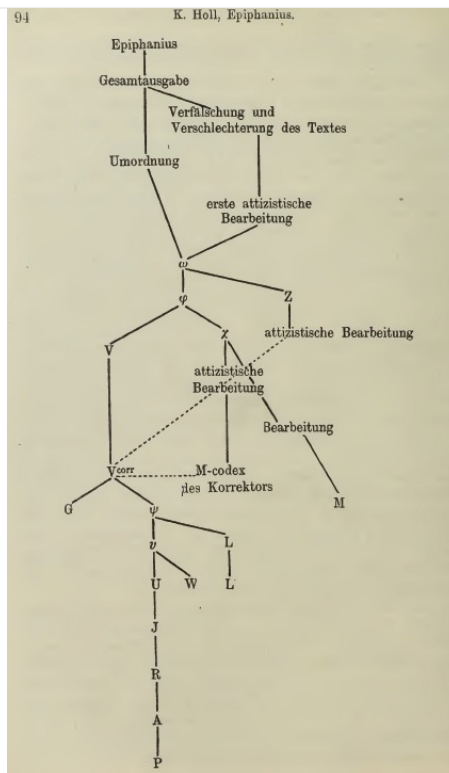 94
K. Holl, Epiphanius.
Epiphanius
Gesamtausgabe
Verfälschung und
Verschlechterung des Textes
Umordnung
erste attizistische
Bearbeitung
ω
Z
φ
V
χ
attizistische Bearbeitung
attizistische
Bearbeitung
Bearbeitung
Vcorr
M-codex
des Korrektors
G
ψ
M
υ
L
U
W
L
J
R
A
P